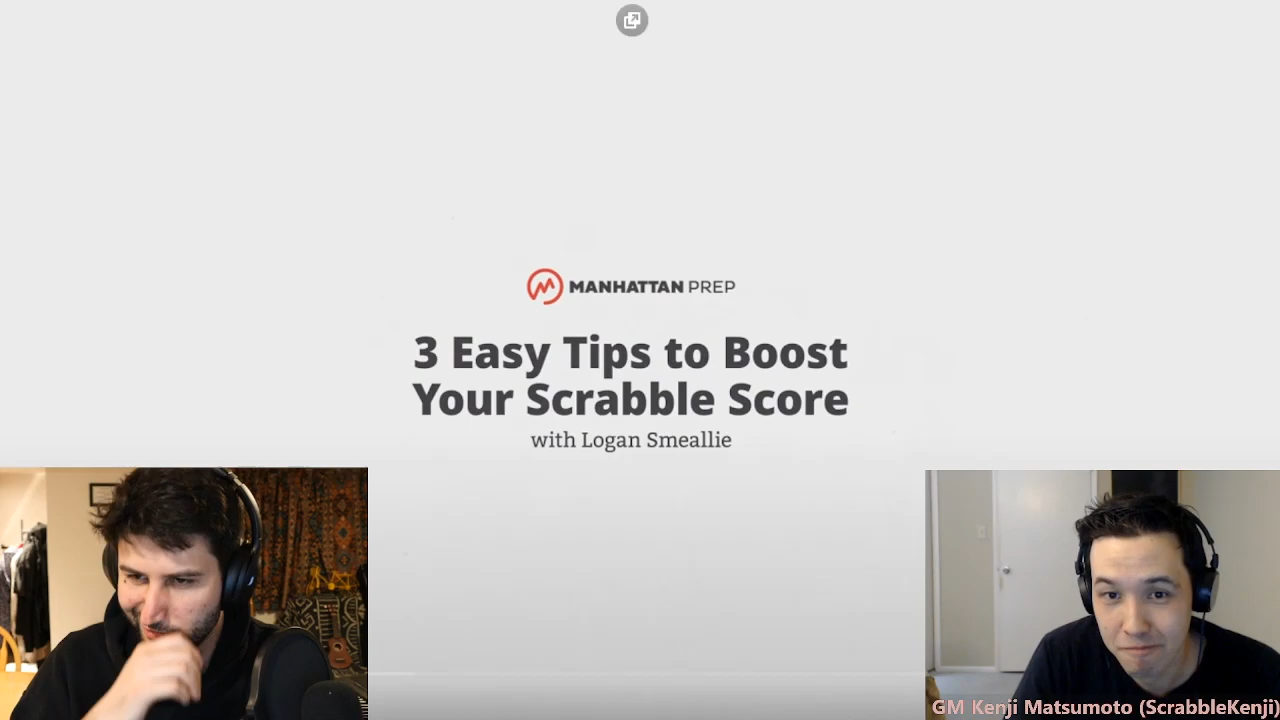 MANHATTAN PREP
3 Easy Tips to Boost
Your Scrabble Score
with Logan Smeallie
GM Kenji Matsumoto (ScrabbleKenji)